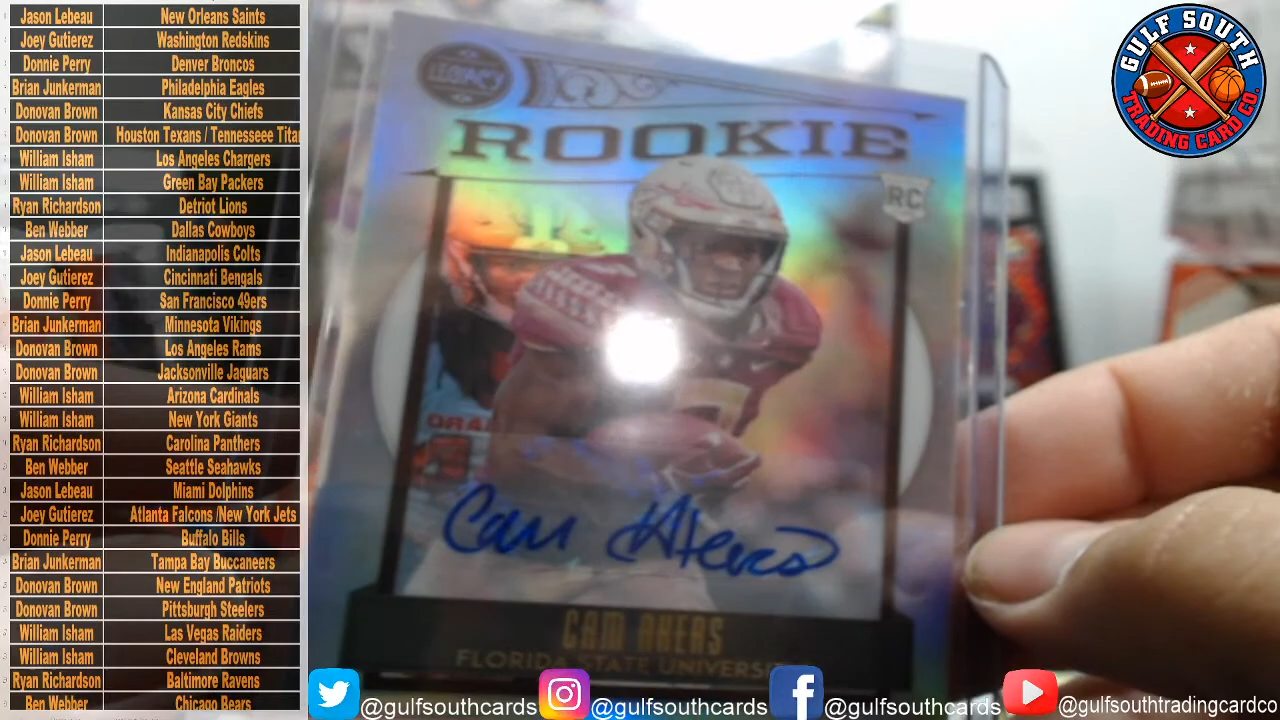 Jason Lebeau New Orleans Saints
Joey Gutierez Washington Redskins
Donnie Perry Denver Broncos
Brian Junkerman Philadelphia Eagles
Donovan Brown Kansas City Chiefs
Donovan Brown Houston Texans / Tennesseee Titan
William Isham Los Angeles Chargers
William Isham Green Bay Packers
Ryan Richardson Detriot Lions
Ben Webber Dallas Cowboys
Jason Lebeau Indianapolis Colts
Joey Gutierez Cincinnati Bengals
Donnie Perry San Francisco 49ers
Brian Junkerman Minnesota Vikings
Donovan Brown Los Angeles Rams
Donovan Brown Jacksonville Jaguars
William Isham Arizona Cardinals
William Isham New York Giants
Ryan Richardson Carolina Panthers
Ben Webber Seattle Seahawks
Jason Lebeau Miami Dolphins
Joey Gutierez Atlanta Falcons /New York Jets
Donnie Perry Buffalo Bills
Brian Junkerman Tampa Bay Buccaneers
Donovan Brown New England Patriots
Donovan Brown Pittsburgh Steelers
William Isham Las Vegas Raiders
William Isham Cleveland Browns
Ryan Richardson Baltimore Ravens
Ben Webber Chicago Bears
LEGACY
ROOKIE
RC
Cam Akers
CAM AKERS
FLORIDA STATE UNIVERSITY
GULF SOUTH
TRADING CARD CO.
@gulfsouthcards @gulfsouthcards @gulfsouthcards @gulfsouthtradingcardco